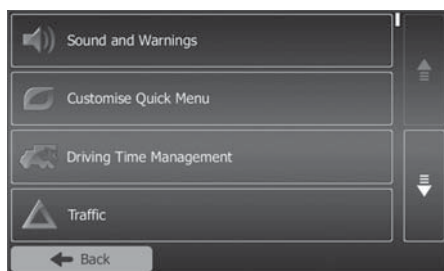 Sound and Warnings
Customise Quick Menu
Driving Time Management
Traffic
Back